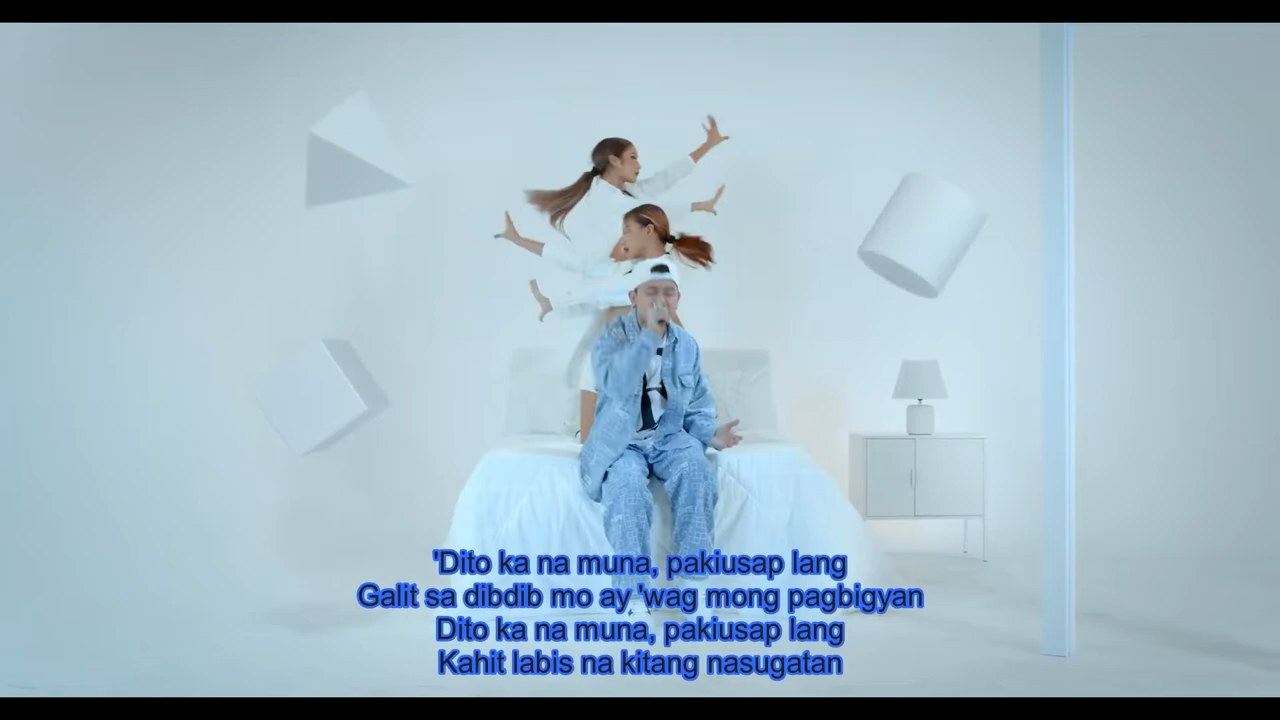 'Dito ka na muna, pakiusap lang
Galit sa dibdib mo ay 'wag mong pagbigyan
Dito ka na muna, pakiusap lang
Kahit labis na kitang nasugatan